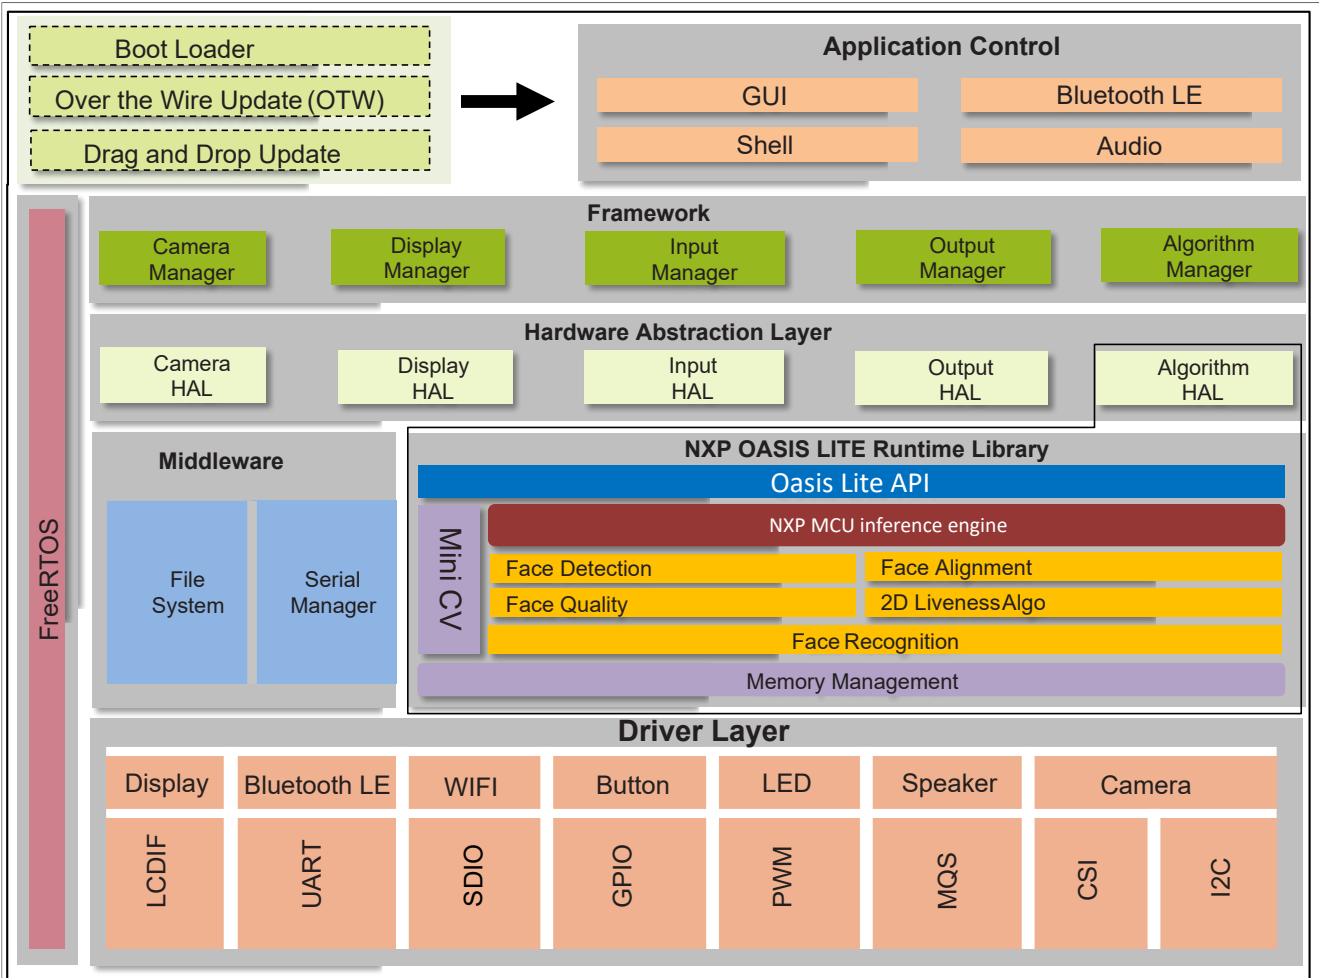 Boot Loader
Over the Wire Update (OTW)
Drag and Drop Update
Application Control
GUI
Bluetooth LE
Shell
Audio
FreeRTOS
Framework
Camera
Manager
Display
Manager
Input
Manager
Output
Manager
Algorithm
Manager
Hardware Abstraction Layer
Camera
HAL
Display
HAL
Input
HAL
Output
HAL
Algorithm
HAL
Middleware
File
System
Serial
Manager
NXP OASIS LITE Runtime Library
Oasis Lite API
Mini CV
NXP MCU inference engine
Face Detection
Face Alignment
Face Quality
2D LivenessAlgo
Face Recognition
Memory Management
Driver Layer
Display
Bluetooth LE
WIFI
Button
LED
Speaker
Camera
LCDIF
UART
SDIO
GPIO
PWM
MQS
CSI
I2C